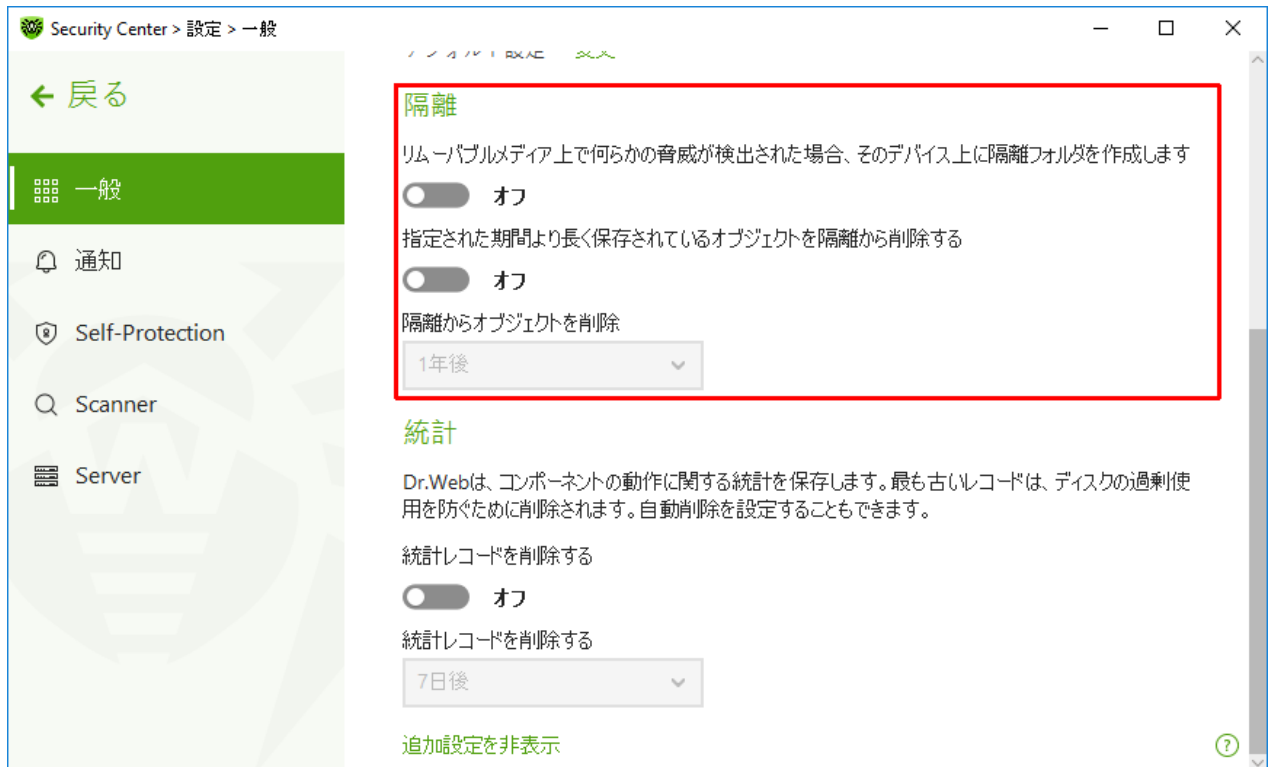 Security Center > 設定 > 一般
戻る
一般
通知
Self-Protection
Scanner
Server
デフォルト設定 変更
隔離
リムーバブルメディア上で何らかの脅威が検出された場合、そのデバイス上に隔離フォルダを作成します
オフ
指定された期間より長く保存されているオブジェクトを隔離から削除する
オフ
隔離からオブジェクトを削除
1年後
統計
Dr.Webは、コンポーネントの動作に関する統計を保存します。最も古いレコードは、ディスクの過剰使
用を防ぐために削除されます。自動削除を設定することもできます。
統計レコードを削除する
オフ
統計レコードを削除する
7日後
追加設定を非表示
?